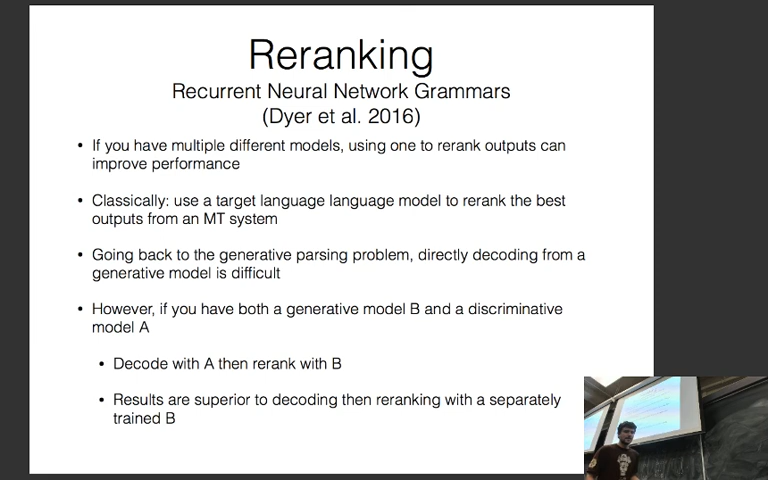 Reranking
Recurrent Neural Network Grammars
(Dyer et al. 2016)
• If you have multiple different models, using one to rerank outputs can
improve performance
• Classically: use a target language language model to rerank the best
outputs from an MT system
• Going back to the generative parsing problem, directly decoding from a
generative model is difficult
• However, if you have both a generative model B and a discriminative
model A
• Decode with A then rerank with B
• Results are superior to decoding then reranking with a separately
trained B